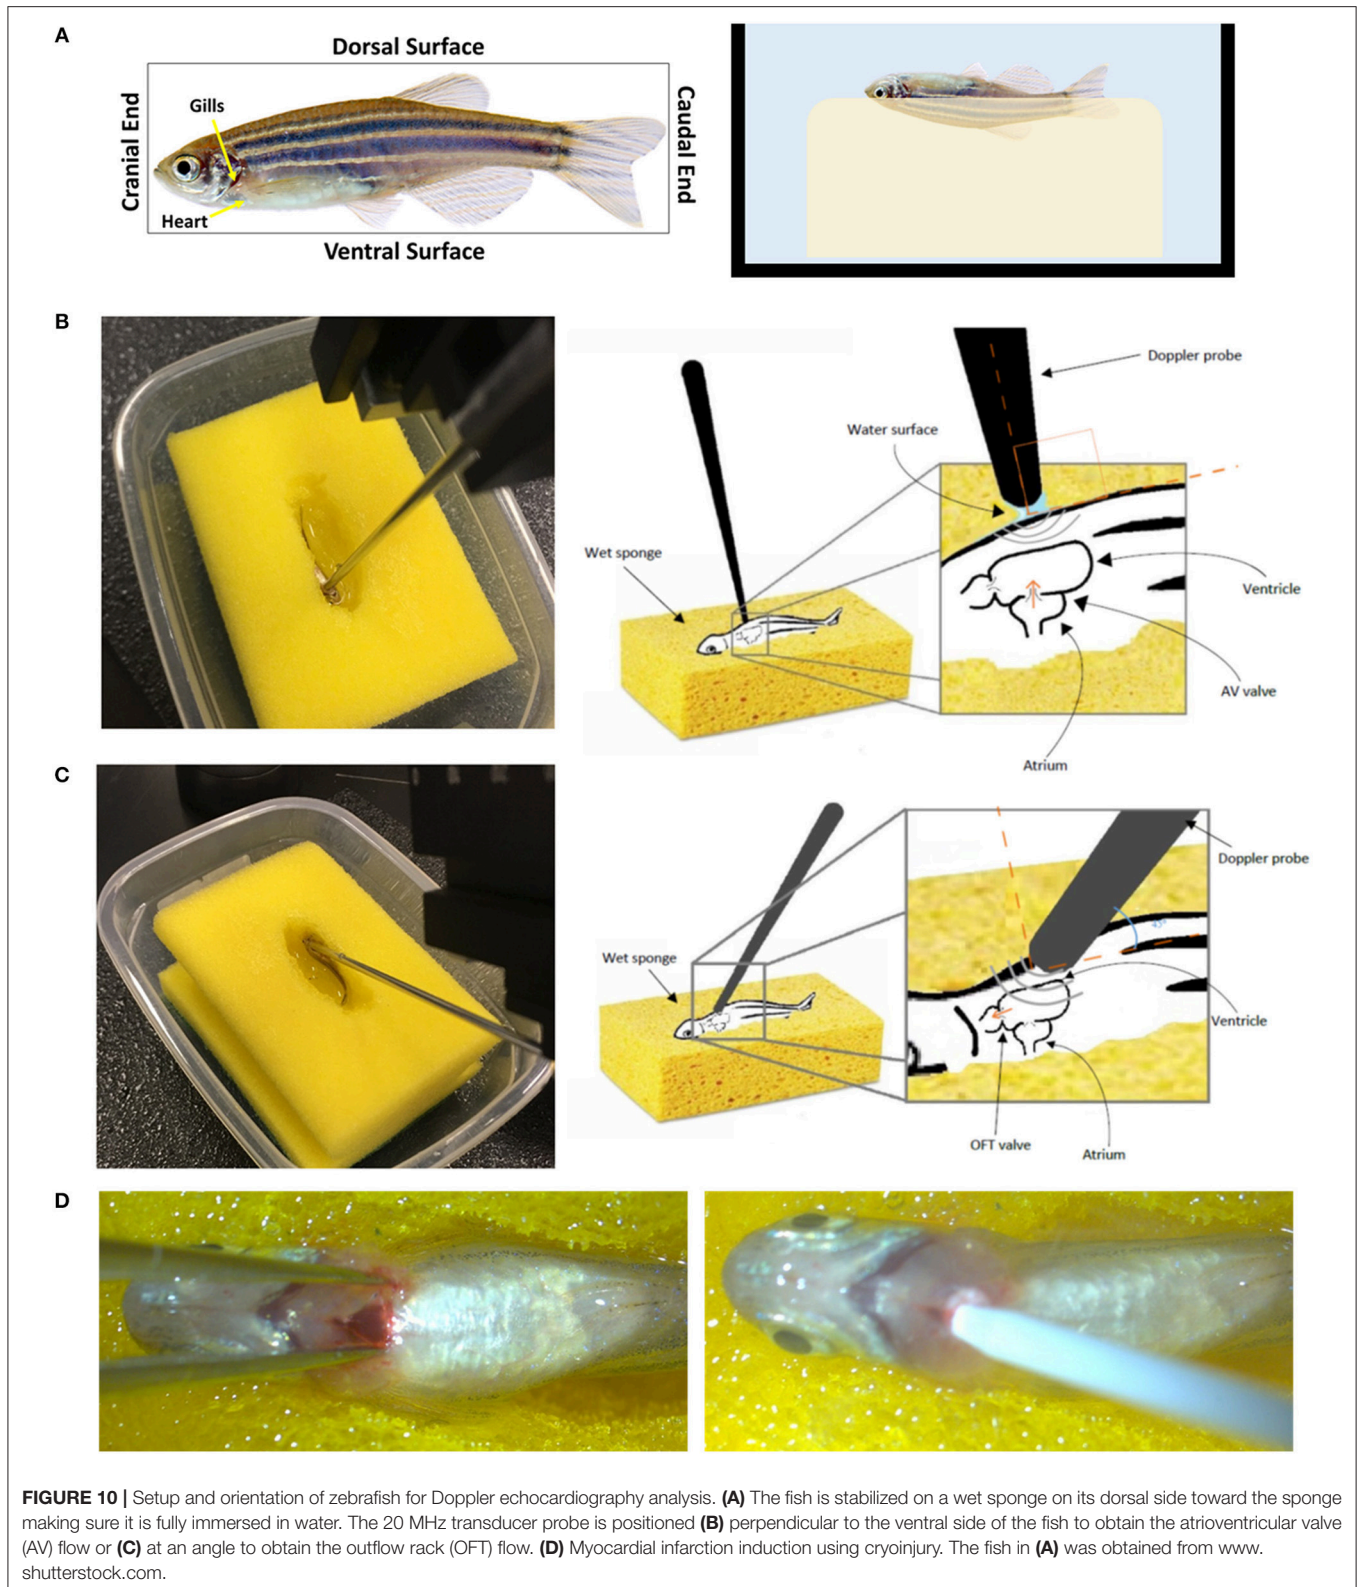 A
Dorsal Surface
Gills
Cranial End
Caudal End
Heart
Ventral Surface
B
Doppler probe
Water surface
Wet sponge
Ventricle
AV valve
Atrium
C
Doppler probe
45°
Wet sponge
Ventricle
OFT valve
Atrium
D
FIGURE 10 | Setup and orientation of zebrafish for Doppler echocardiography analysis. (A) The fish is stabilized on a wet sponge on its dorsal side toward the sponge
making sure it is fully immersed in water. The 20 MHz transducer probe is positioned (B) perpendicular to the ventral side of the fish to obtain the atrioventricular valve
(AV) flow or (C) at an angle to obtain the outflow rack (OFT) flow. (D) Myocardial infarction induction using cryoinjury. The fish in (A) was obtained from www.
shutterstock.com.